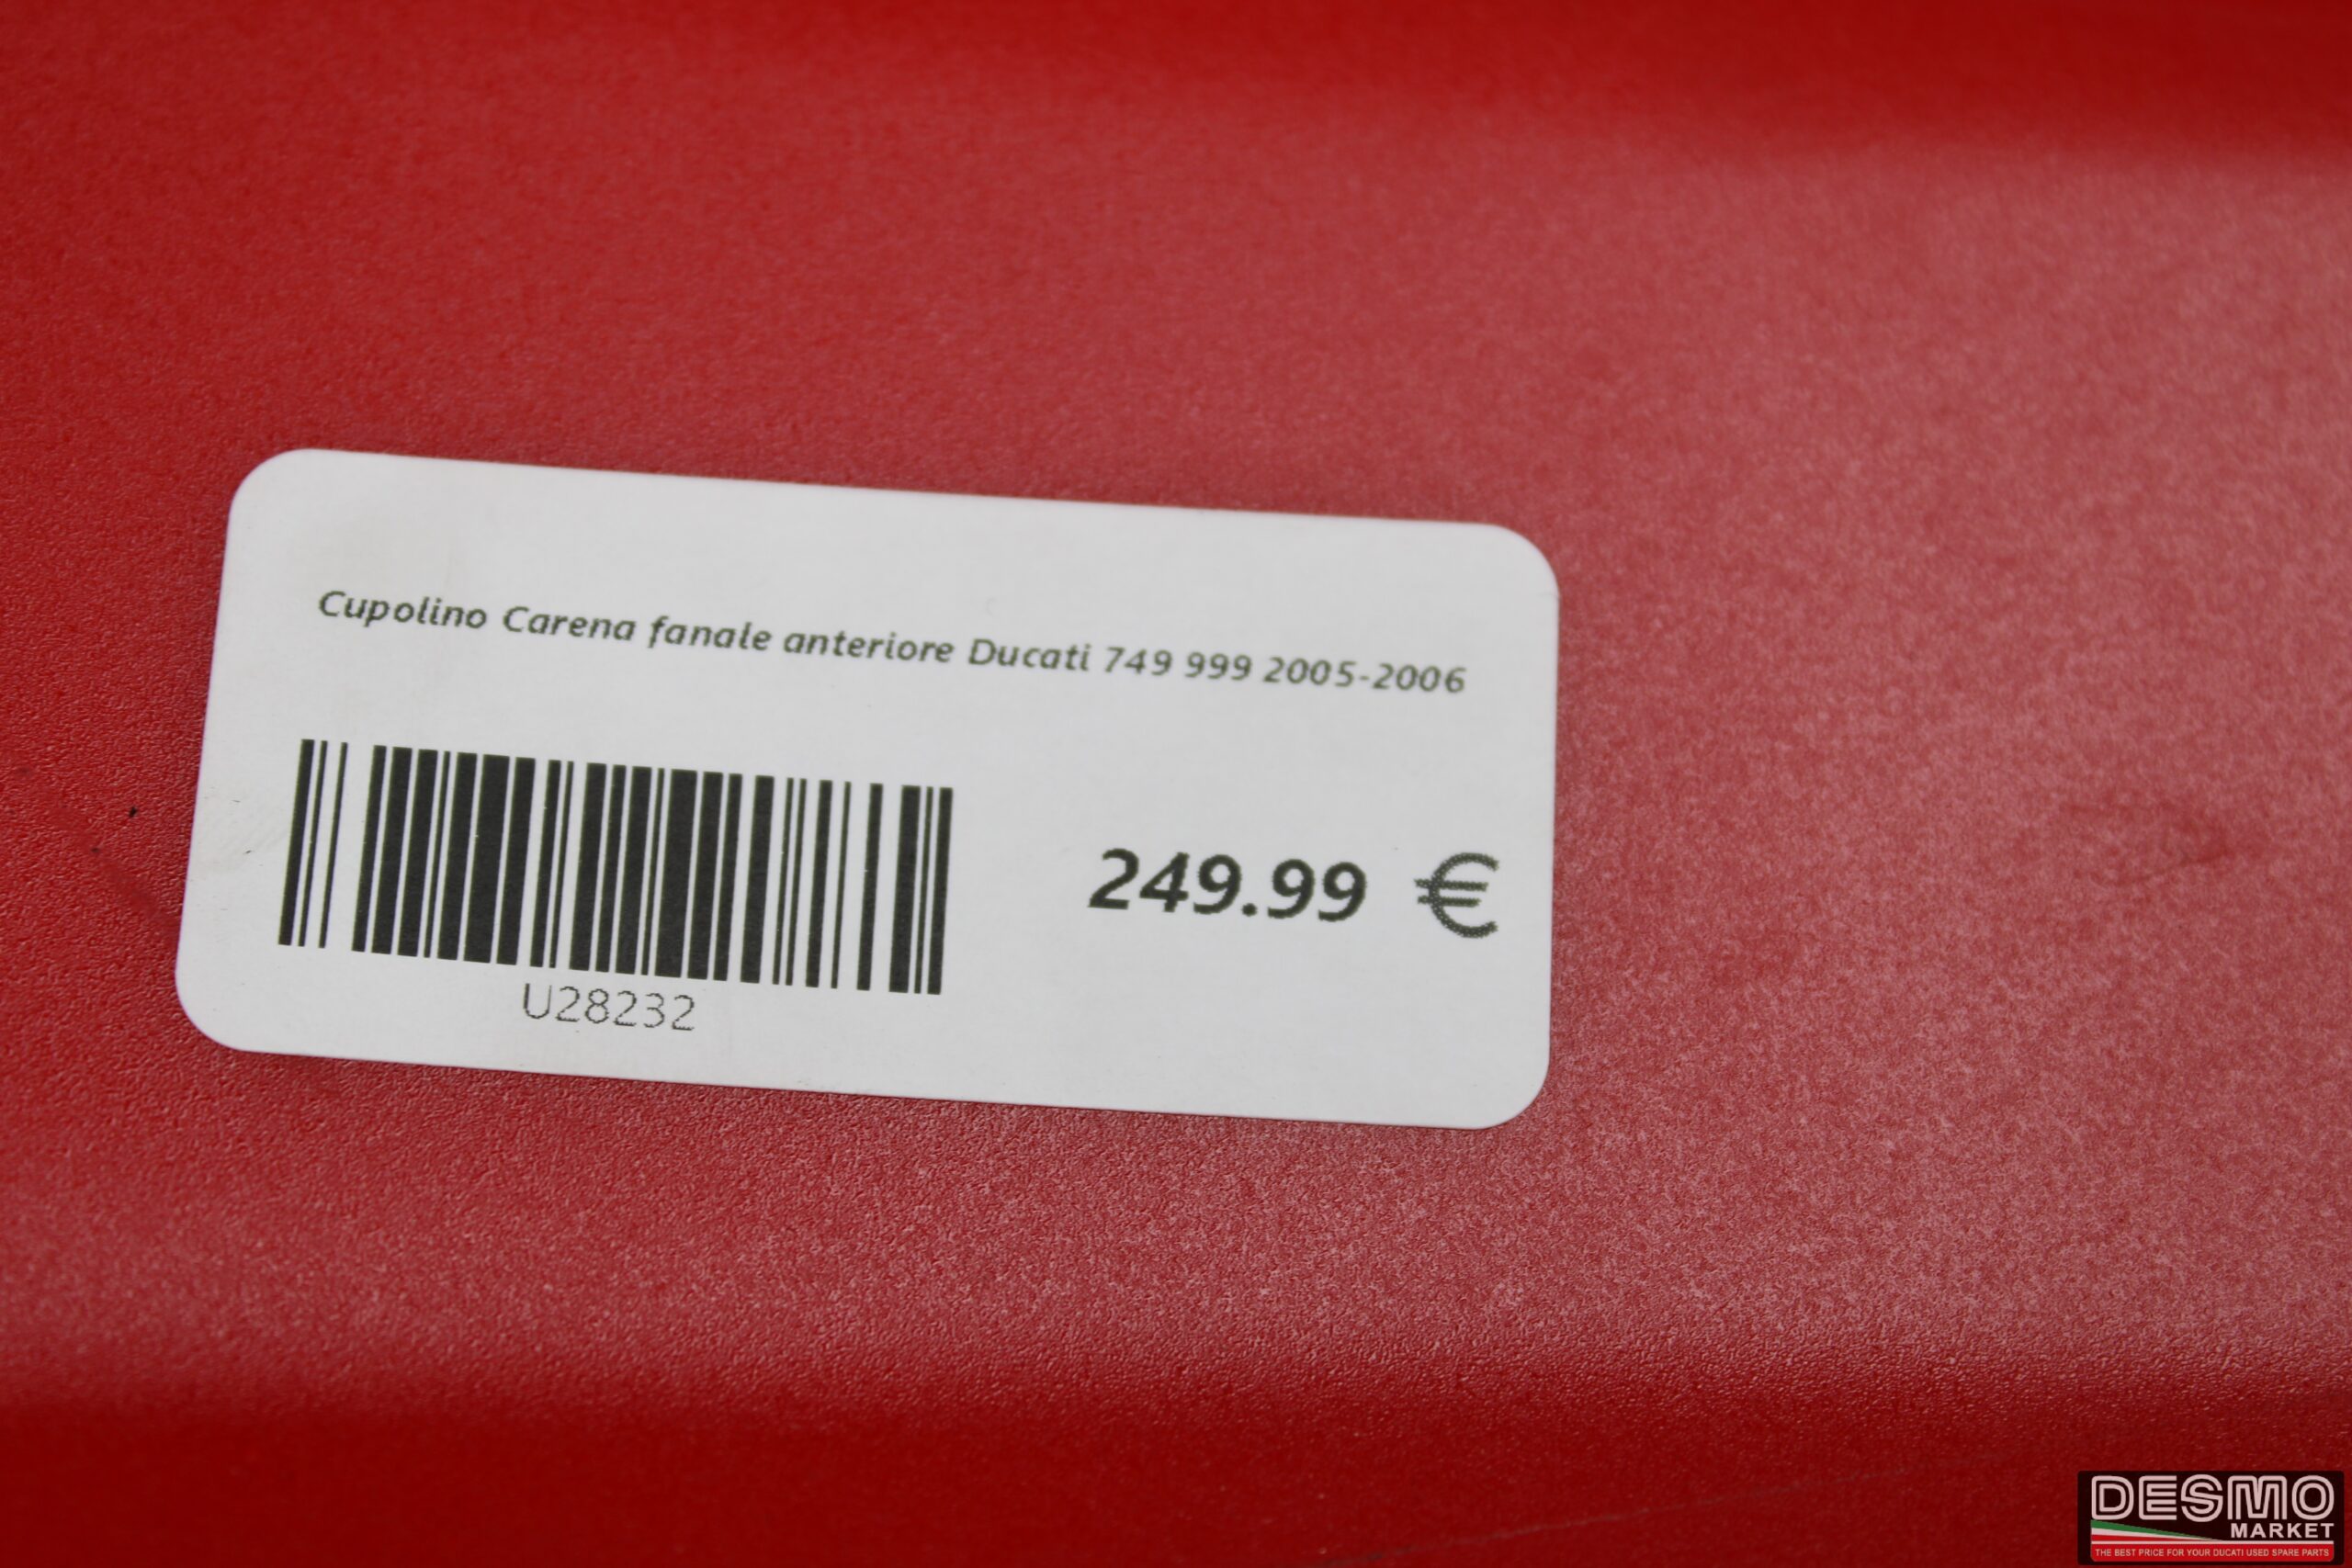 Cupolino Carena fanale anteriore Ducati 749 999 2005-2006
249.99 €
U28232
DESMO
MARKET
THE BEST PRICE FOR YOUR DUCATI USED SPARE PARTS